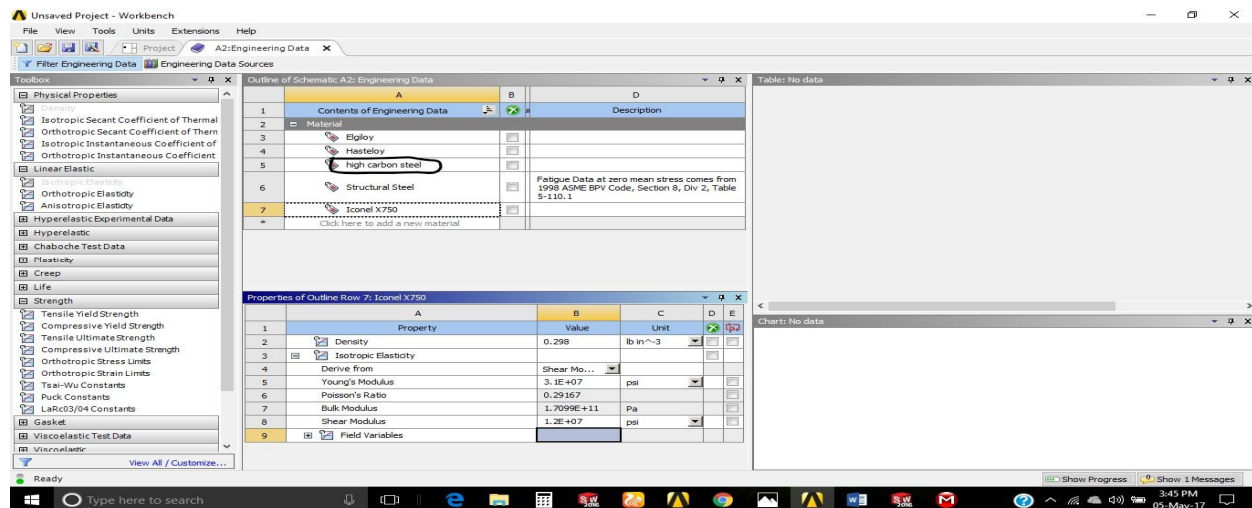 Unsaved Project - Workbench
File View Tools Units Extensions Help
Project A2:Engineering Data
Filter Engineering Data Engineering Data Sources
Toolbox
Physical Properties
Density
Isotropic Secant Coefficient of Thermal
Orthotropic Secant Coefficient of Thern
Isotropic Instantaneous Coefficient of
Orthotropic Instantaneous Coefficient
Linear Elastic
Isotropic Elasticity
Orthotropic Elasticity
Anisotropic Elasticity
Hyperelastic Experimental Data
Hyperelastic
Chaboche Test Data
Plasticity
Creep
Life
Strength
Tensile Yield Strength
Compressive Yield Strength
Tensile Ultimate Strength
Compressive Ultimate Strength
Orthotropic Stress Limits
Orthotropic Strain Limits
Tsai-Wu Constants
Puck Constants
LaRc03/04 Constants
Gasket
Viscoelastic Test Data
Viscoelastic
View All / Customize...
Outline of Schematic A2: Engineering Data
A B D
1 Contents of Engineering Data Description
2 Material
3 Elgiloy
4 Hasteloy
5 high carbon steel
6 Structural Steel Fatigue Data at zero mean stress comes from
1998 ASME BPV Code, Section 8, Div 2, Table
5-110.1
7 Iconel X750
* Click here to add a new material
Properties of Outline Row 7: Iconel X750
A B C D E
1 Property Value Unit
2 Density 0.298 lb in^-3
3 Isotropic Elasticity
4 Derive from Shear Mo...
5 Young's Modulus 3.1E+07 psi
6 Poisson's Ratio 0.29167
7 Bulk Modulus 1.7099E+11 Pa
8 Shear Modulus 1.2E+07 psi
9 Field Variables
Table: No data
Chart: No data
Ready
Show Progress Show 1 Messages
Type here to search
3:45 PM
05-May-17